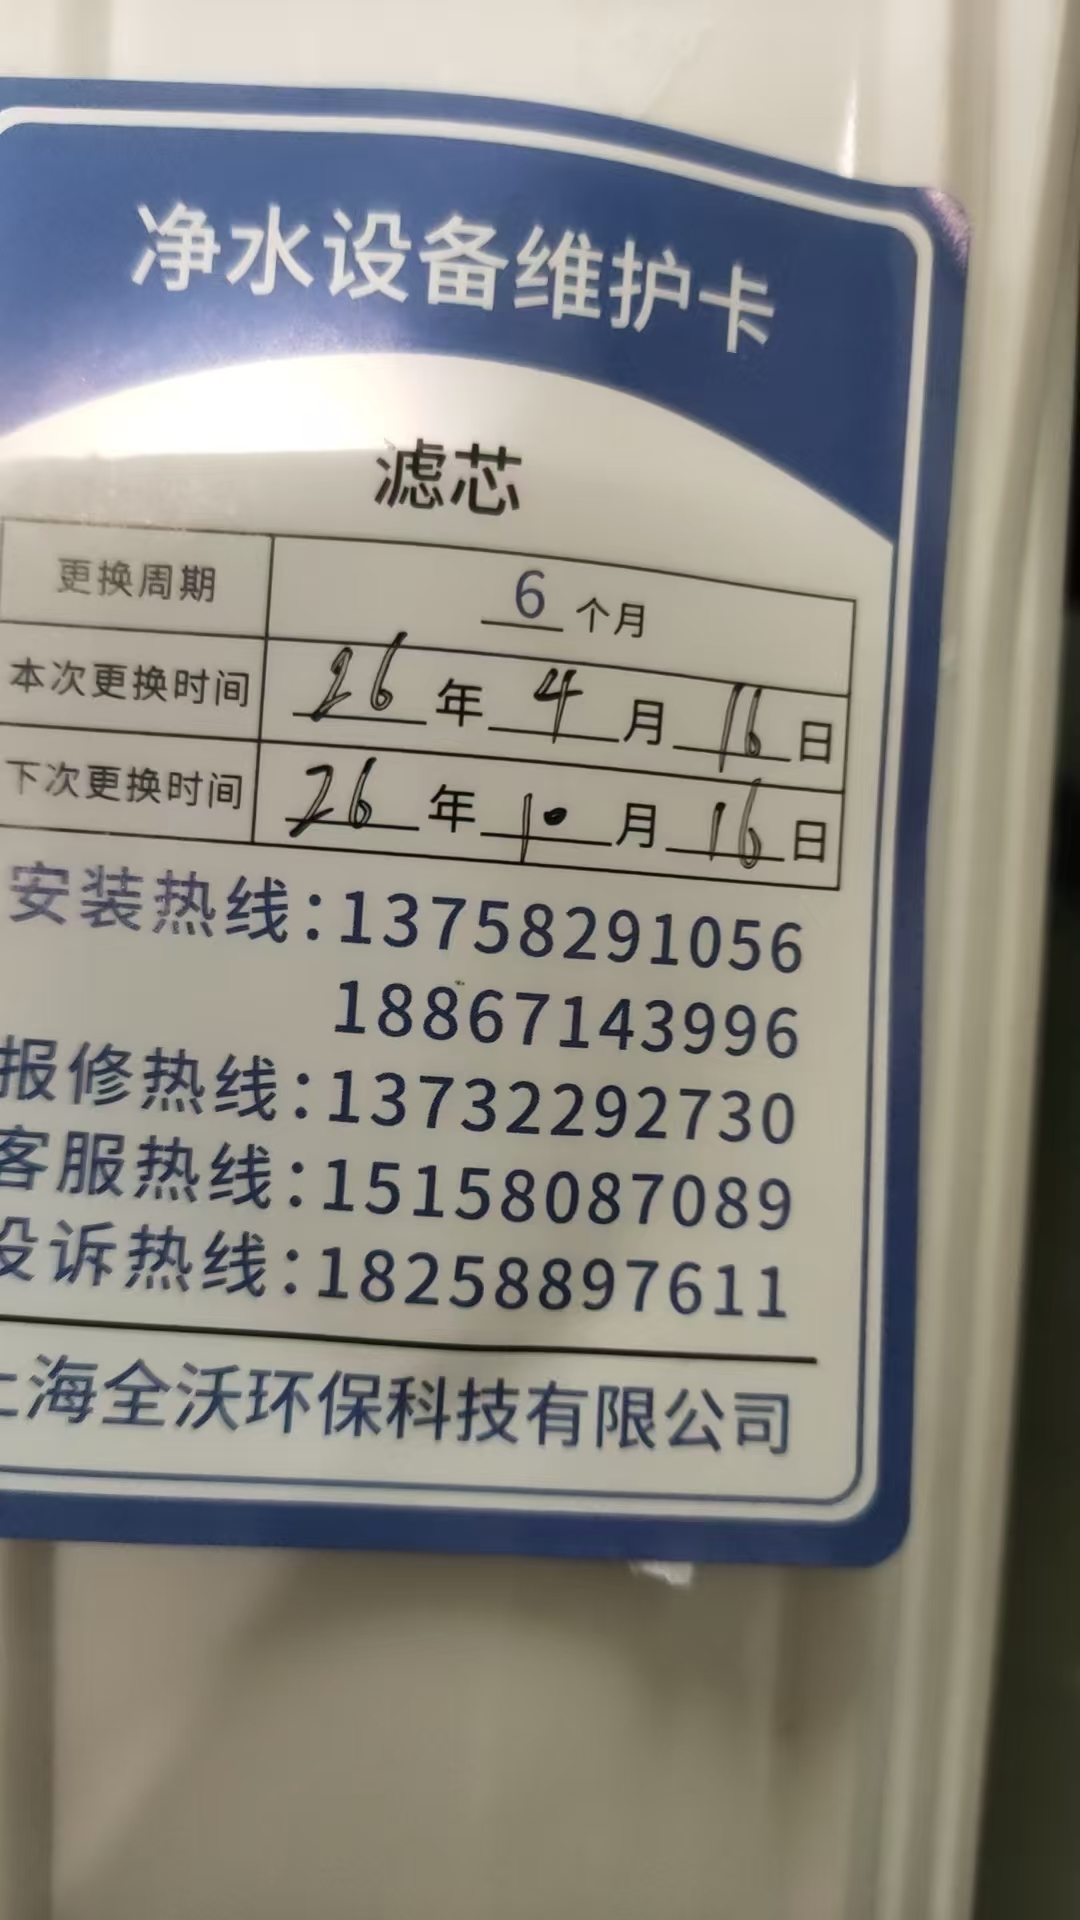 净水设备维护卡
滤芯
更换周期 6 个月
本次更换时间 26 年 4 月 16 日
下次更换时间 26 年 10 月 16 日
安装热线：13758291056
18867143996
报修热线：13732292730
客服热线：15158087089
投诉热线：18258897611
上海全沃环保科技有限公司